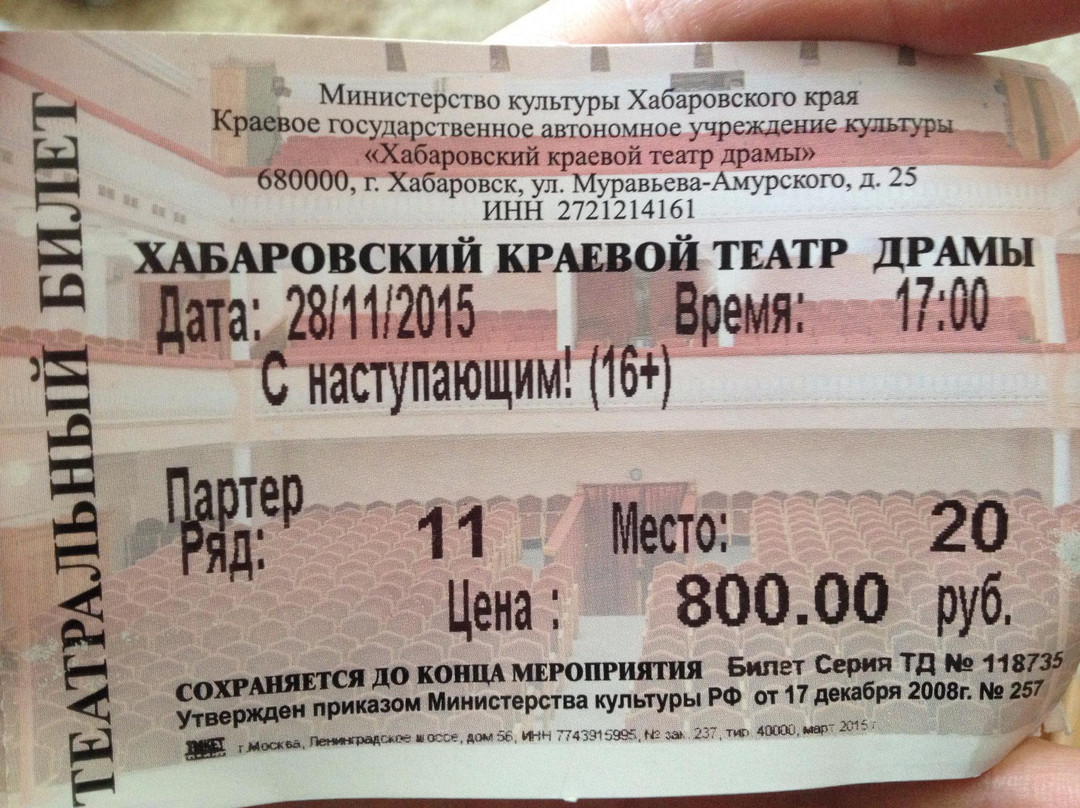 ТЕАТРАЛЬНЫЙ БИЛЕТ
Министерство культуры Хабаровского края
Краевое государственное автономное учреждение культуры
«Хабаровский краевой театр драмы»
680000, г. Хабаровск, ул. Муравьева-Амурского, д. 25
ИНН 2721214161
ХАБАРОВСКИЙ КРАЕВОЙ ТЕАТР ДРАМЫ
Дата: 28/11/2015 Время: 17:00
С наступающим! (16+)
Партер
Ряд: 11 Место: 20
Цена : 800.00 руб.
СОХРАНЯЕТСЯ ДО КОНЦА МЕРОПРИЯТИЯ Билет Серия ТД № 118735
Утвержден приказом Министерства культуры РФ от 17 декабря 2008г. № 257
г.Москва, Ленинградское шоссе, дом 56, ИНН 7743915995, № зак. 237, тир. 40000, март 2015 г